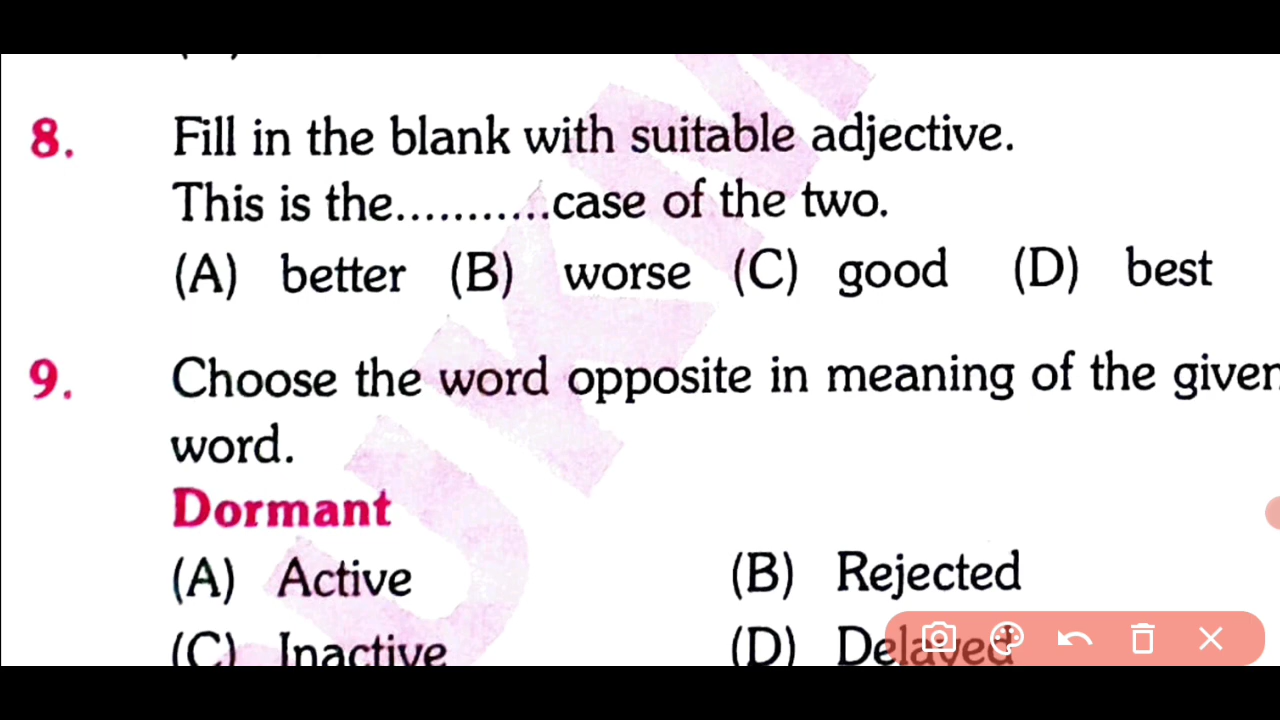 8. Fill in the blank with suitable adjective.
This is the...........case of the two.
(A) better (B) worse (C) good (D) best
9. Choose the word opposite in meaning of the given
word.
Dormant
(A) Active (B) Rejected
(C) Inactive (D) Delayed